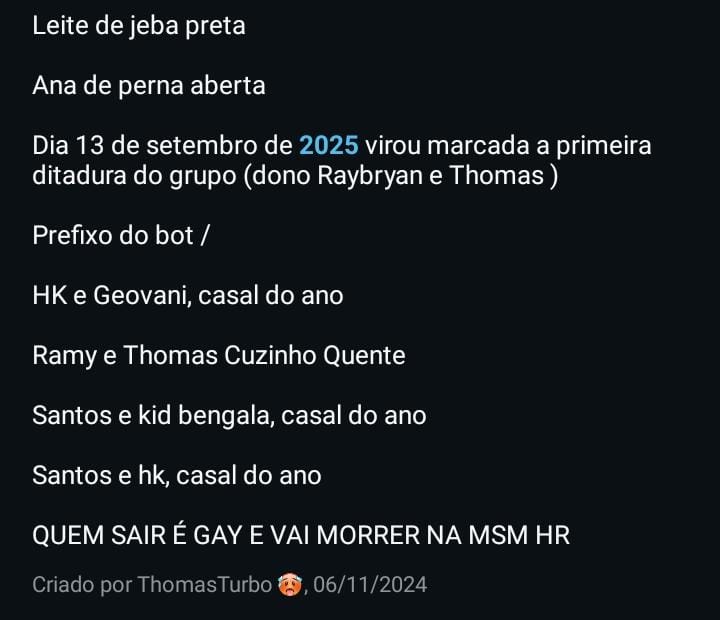 Leite de jeba preta
Ana de perna aberta
Dia 13 de setembro de 2025 virou marcada a primeira
ditadura do grupo (dono Raybryan e Thomas )
Prefixo do bot /
HK e Geovani, casal do ano
Ramy e Thomas Cuzinho Quente
Santos e kid bengala, casal do ano
Santos e hk, casal do ano
QUEM SAIR É GAY E VAI MORRER NA MSM HR
Criado por ThomasTurbo 🥵, 06/11/2024